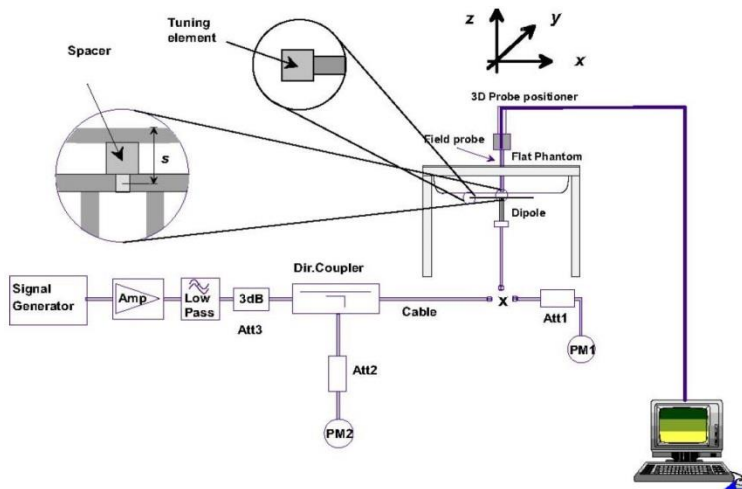 Tuning
element
Spacer
s
z
y
x
3D Probe positioner
Field probe
Flat Phantom
Dipole
Signal
Generator
Amp
Low
Pass
3dB
Att3
Dir.Coupler
Cable
x
Att1
PM1
Att2
PM2